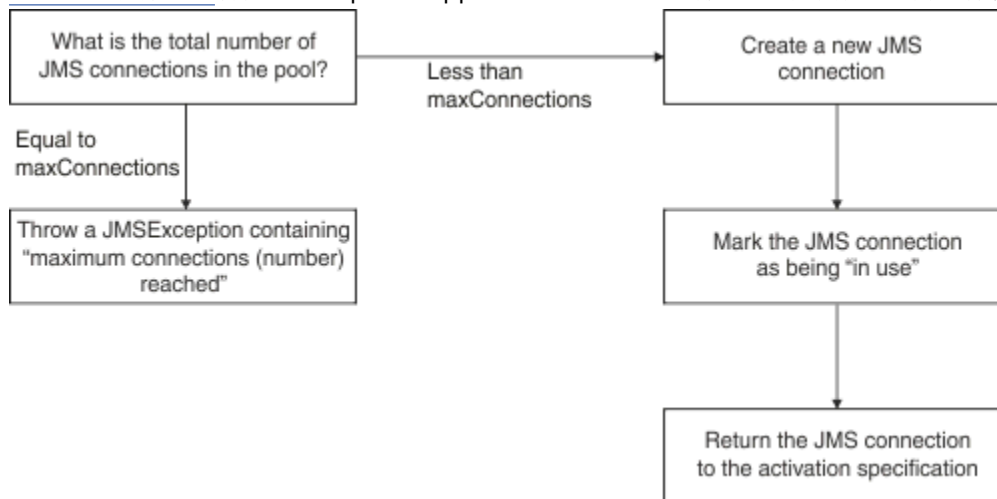 What is the total number of
JMS connections in the pool?
Less than
maxConnections
Create a new JMS
connection
Equal to
maxConnections
Throw a JMSException containing
“maximum connections (number)
reached”
Mark the JMS connection
as being “in use”
Return the JMS connection
to the activation specification